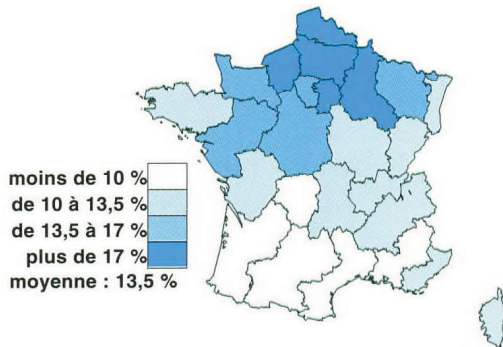 moins de 10 %
de 10 à 13,5 %
de 13,5 à 17 %
plus de 17 %
moyenne : 13,5 %